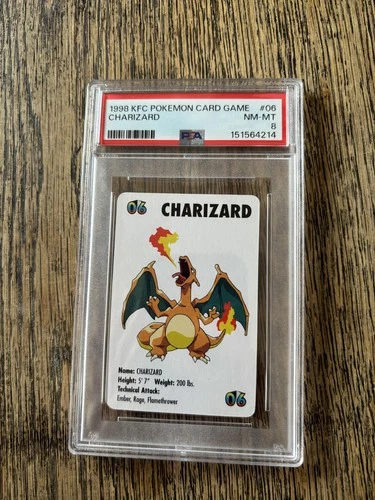 1998 KFC POKEMON CARD GAME #06
CHARIZARD NM-MT
8
PSA 151564214
06 CHARIZARD
Name: CHARIZARD
Height: 5' 7" Weight: 200 lbs.
Technical Attack:
Ember, Rage, Flamethrower
06